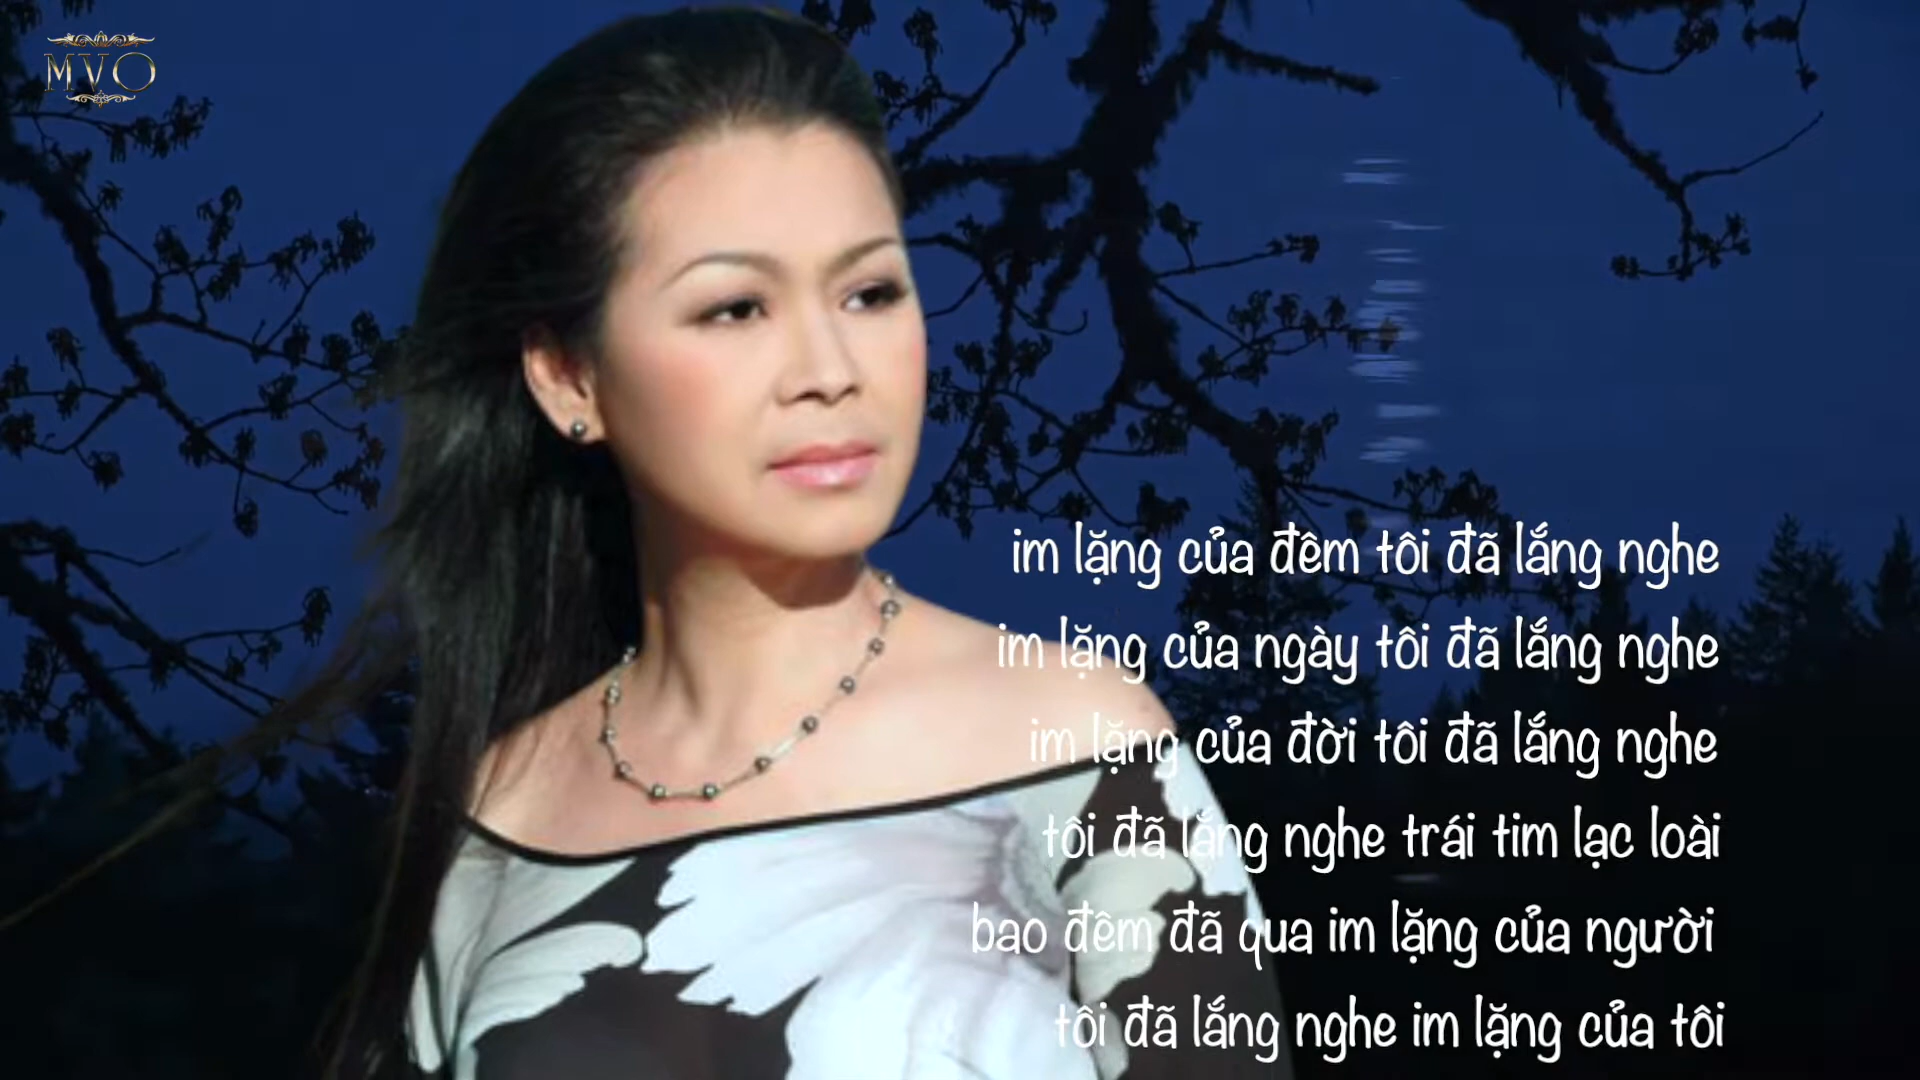 MVO
im lặng của đêm tôi đã lắng nghe
im lặng của ngày tôi đã lắng nghe
im lặng của đời tôi đã lắng nghe
tôi đã lắng nghe trái tim lạc loài
bao đêm đã qua im lặng của người
tôi đã lắng nghe im lặng của tôi